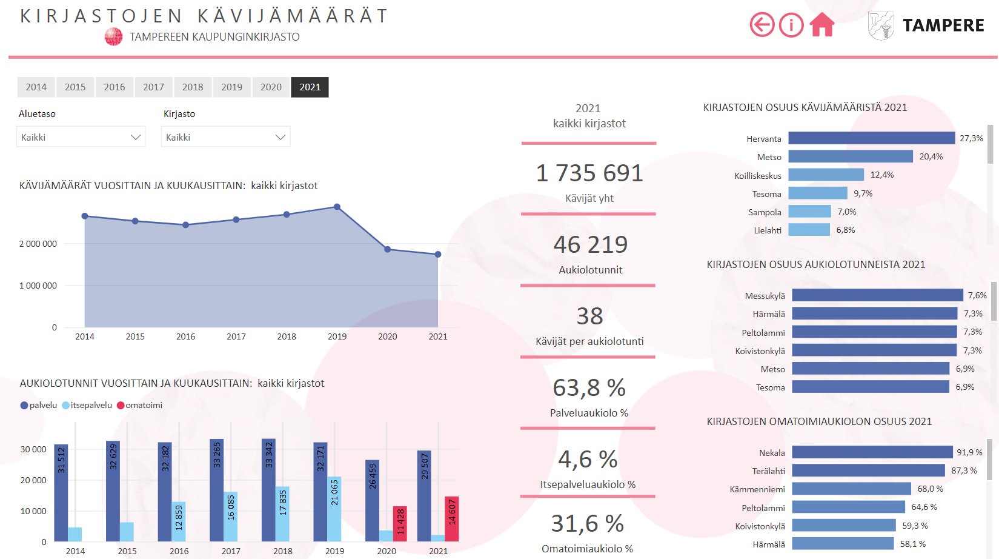 KIRJASTOJEN KÄVIJÄMÄÄRÄT
TAMPEREEN KAUPUNGINKIRJASTO
TAMPERE
2014 2015 2016 2017 2018 2019 2020 2021
Aluetaso Kirjasto
Kaikki Kaikki
KÄVIJÄMÄÄRÄT VUOSITTAIN JA KUUKAUSITTAIN: kaikki kirjastot
2 000 000
1 000 000
0
2014 2015 2016 2017 2018 2019 2020 2021
AUKIOLOTUNNIT VUOSITTAIN JA KUUKAUSITTAIN: kaikki kirjastot
palvelu itsepalvelu omatoimi
30 000
20 000
10 000
0
31 512
32 629
32 182
12 859
33 265
16 085
33 342
17 835
32 171
21 065
26 459
11 428
29 507
14 607
2014 2015 2016 2017 2018 2019 2020 2021
2021
kaikki kirjastot
1 735 691
Kävijät yht
46 219
Aukiolotunnit
38
Kävijät per aukiolotunti
63,8 %
Palveluaukiolo %
4,6 %
Itsepalveluaukiolo %
31,6 %
Omatoimiaukiolo %
KIRJASTOJEN OSUUS KÄVIJÄMÄÄRISTÄ 2021
Hervanta 27,3%
Metso 20,4%
Koilliskeskus 12,4%
Tesoma 9,7%
Sampola 7,0%
Lielahti 6,8%
KIRJASTOJEN OSUUS AUKIOLOTUNNEISTA 2021
Messukylä 7,6%
Härmälä 7,3%
Peltolammi 7,3%
Koivistonkylä 7,3%
Metso 6,9%
Tesoma 6,9%
KIRJASTOJEN OMATOIMIAUKIOLON OSUUS 2021
Nekala 91,9 %
Terälahti 87,3 %
Kämmenniemi 68,0 %
Peltolammi 64,6 %
Koivistonkylä 59,3 %
Härmälä 58,1 %